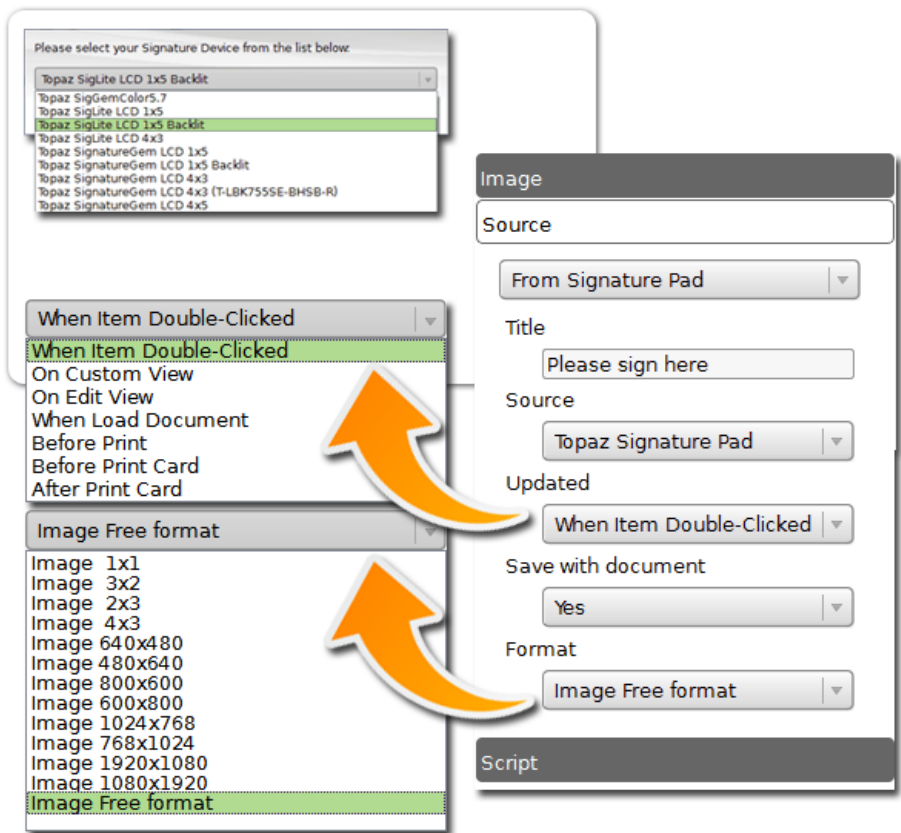 Please select your Signature Device from the list below:
Topaz SigLite LCD 1x5 Backlit
Topaz SigGemColor5.7
Topaz SigLite LCD 1x5
Topaz SigLite LCD 1x5 Backlit
Topaz SigLite LCD 4x3
Topaz SignatureGem LCD 1x5
Topaz SignatureGem LCD 1x5 Backlit
Topaz SignatureGem LCD 4x3
Topaz SignatureGem LCD 4x3 (T-LBK755SE-BHSB-R)
Topaz SignatureGem LCD 4x5
When Item Double-Clicked
When Item Double-Clicked
On Custom View
On Edit View
When Load Document
Before Print
Before Print Card
After Print Card
Image Free format
Image 1x1
Image 3x2
Image 2x3
Image 4x3
Image 640x480
Image 480x640
Image 800x600
Image 600x800
Image 1024x768
Image 768x1024
Image 1920x1080
Image 1080x1920
Image Free format
Image
Source
From Signature Pad
Title
Please sign here
Source
Topaz Signature Pad
Updated
When Item Double-Clicked
Save with document
Yes
Format
Image Free format
Script